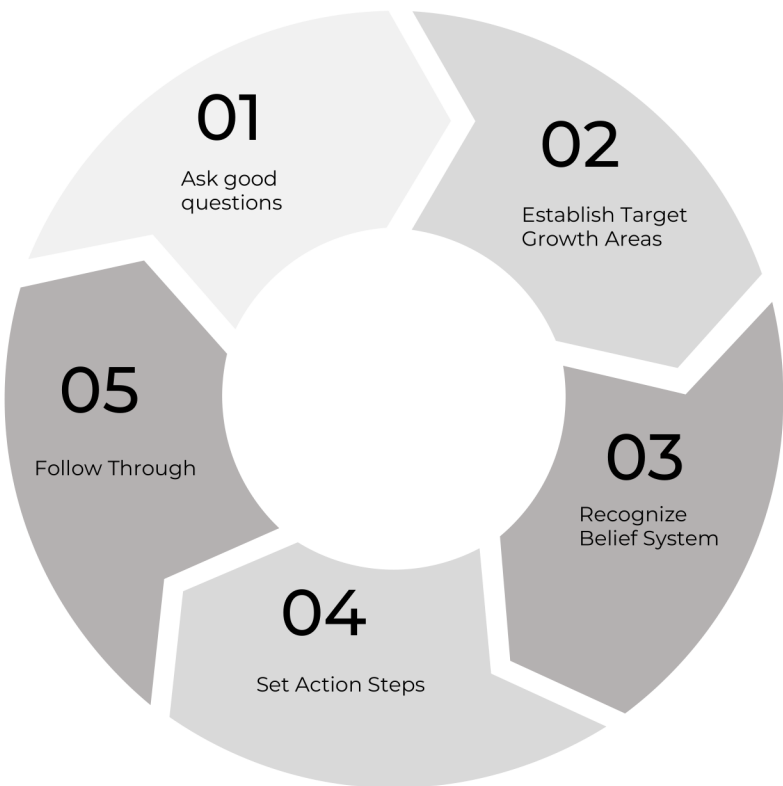 01
Ask good
questions
02
Establish Target
Growth Areas
03
Recognize
Belief System
04
Set Action Steps
05
Follow Through